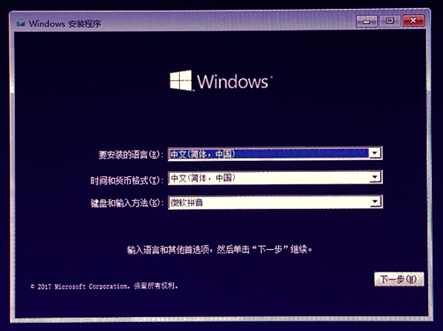 Windows 安装程序
Windows
要安装的语言(E): 中文(简体，中国)
时间和货币格式(T): 中文(简体，中国)
键盘和输入方法(K): 微软拼音
输入语言和其他首选项，然后单击“下一步”继续。
© 2017 Microsoft Corporation。保留所有权利。
下一步(N)